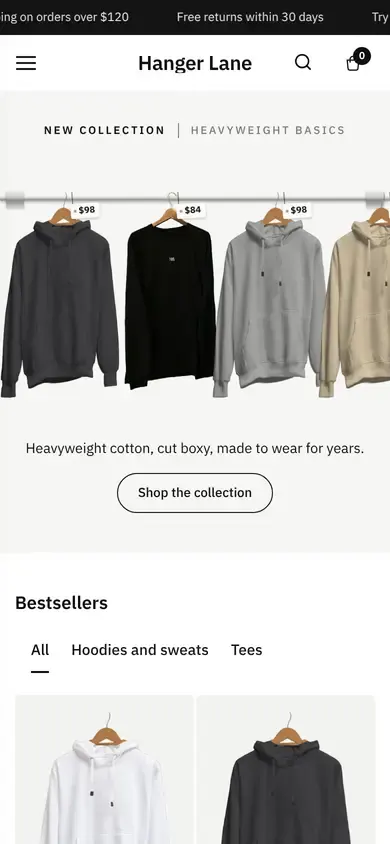 ing on orders over $120 Free returns within 30 days Try
Hanger Lane
0
NEW COLLECTION | HEAVYWEIGHT BASICS
$98 $84 $98
Heavyweight cotton, cut boxy, made to wear for years.
Shop the collection
Bestsellers
All Hoodies and sweats Tees